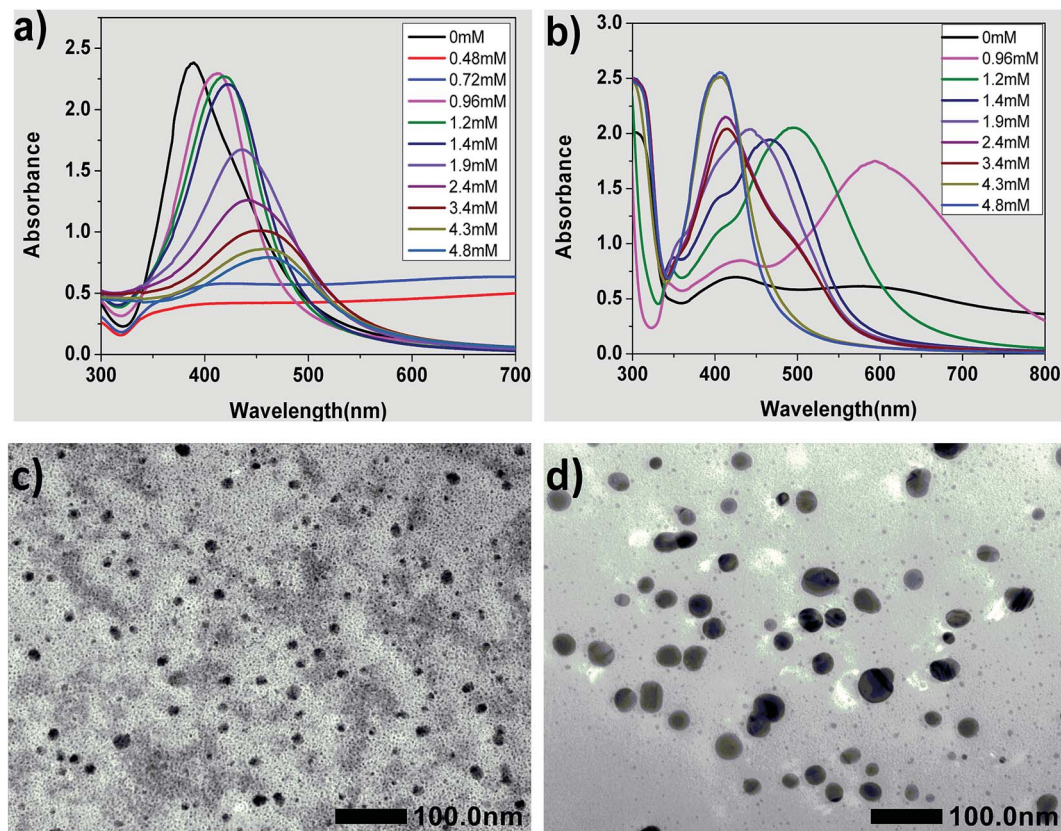 a)
0mM
0.48mM
0.72mM
0.96mM
1.2mM
1.4mM
1.9mM
2.4mM
3.4mM
4.3mM
4.8mM
2.5
2.0
1.5
1.0
0.5
0.0
Absorbance
300 400 500 600 700
Wavelength(nm)
b)
0mM
0.96mM
1.2mM
1.4mM
1.9mM
2.4mM
3.4mM
4.3mM
4.8mM
3.0
2.5
2.0
1.5
1.0
0.5
0.0
Absorbance
300 400 500 600 700 800
Wavelength(nm)
c)
100.0nm
d)
100.0nm